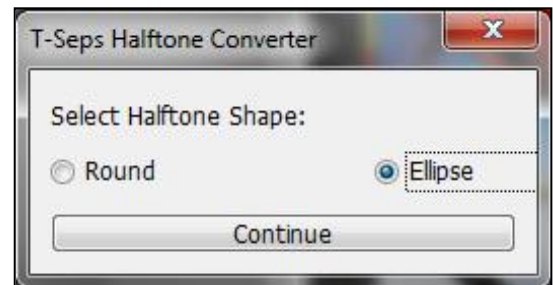 T-Seps Halftone Converter
X
Select Halftone Shape:
Round Ellipse
Continue